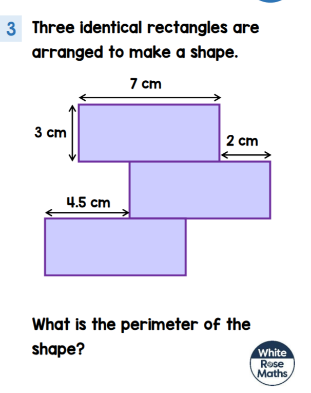 3 Three identical rectangles are
arranged to make a shape.
7 cm
3 cm
2 cm
4.5 cm
What is the perimeter of the
shape?
White
Rose
Maths